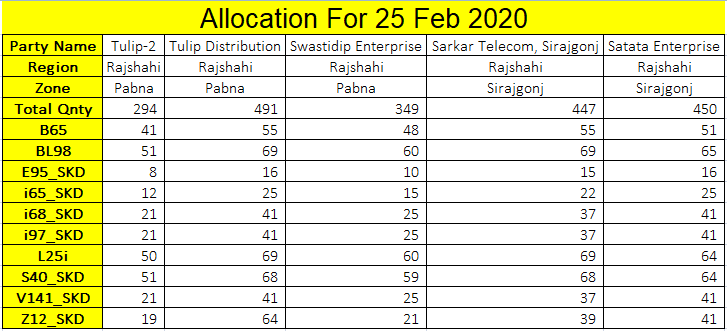 Allocation For 25 Feb 2020
Party Name Tulip-2 Tulip Distribution Swastidip Enterprise Sarkar Telecom, Sirajgonj Satata Enterprise
Region Rajshahi Rajshahi Rajshahi Rajshahi Rajshahi
Zone Pabna Pabna Pabna Sirajgonj Sirajgonj
Total Qnty 294 491 349 447 450
B65 41 55 48 55 51
BL98 51 69 60 69 65
E95_SKD 8 16 10 15 16
i65_SKD 12 25 15 22 25
i68_SKD 21 41 25 37 41
i97_SKD 21 41 25 37 41
L25i 50 69 60 69 64
S40_SKD 51 68 59 68 64
V141_SKD 21 41 25 37 41
Z12_SKD 19 64 21 39 41